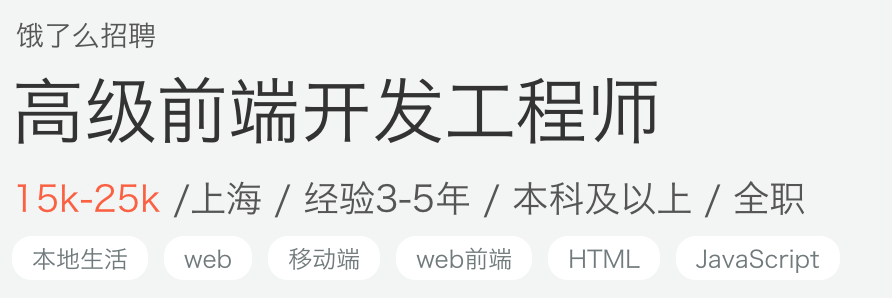 饿了么招聘
高级前端开发工程师
15k-25k /上海 / 经验3-5年 / 本科及以上 / 全职
本地生活 web 移动端 web前端 HTML JavaScript